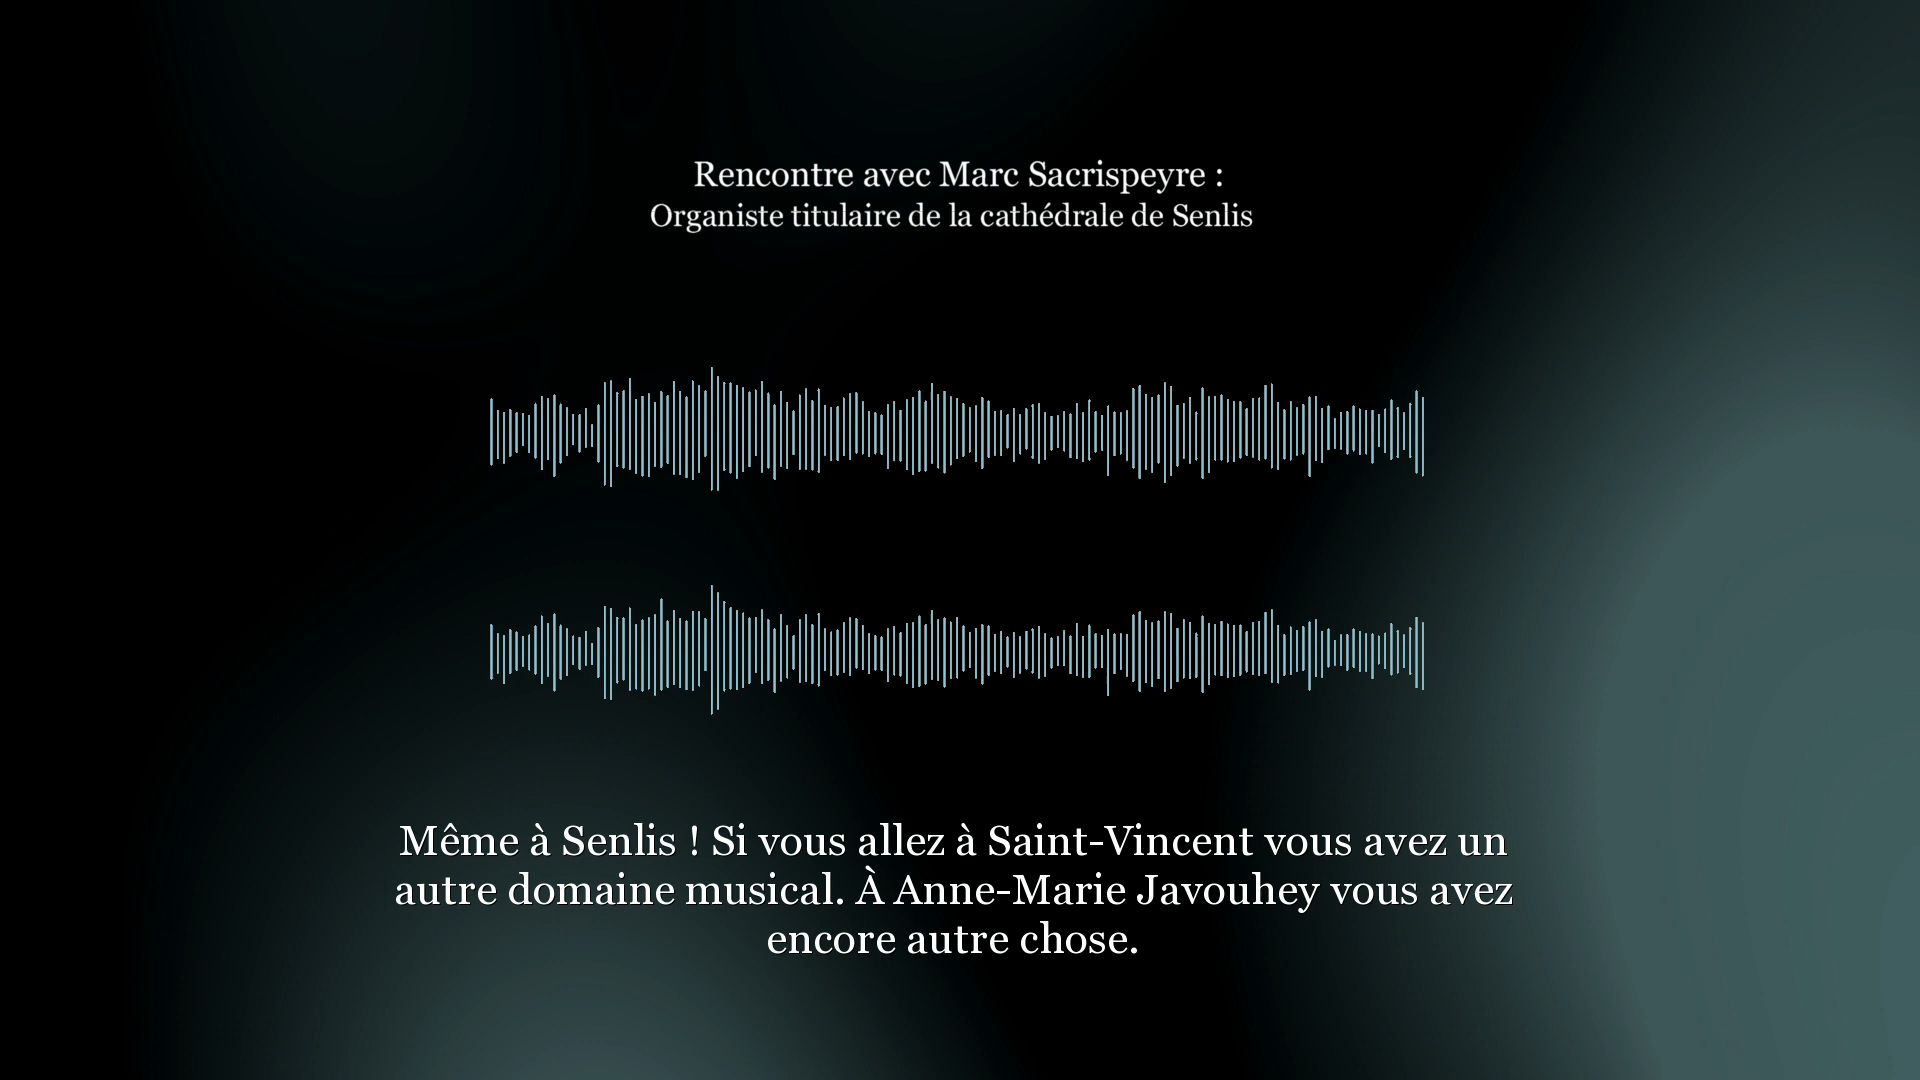 Rencontre avec Marc Sacrispeyre :
Organiste titulaire de la cathédrale de Senlis
Même à Senlis ! Si vous allez à Saint-Vincent vous avez un
autre domaine musical. À Anne-Marie Javouhey vous avez
encore autre chose.